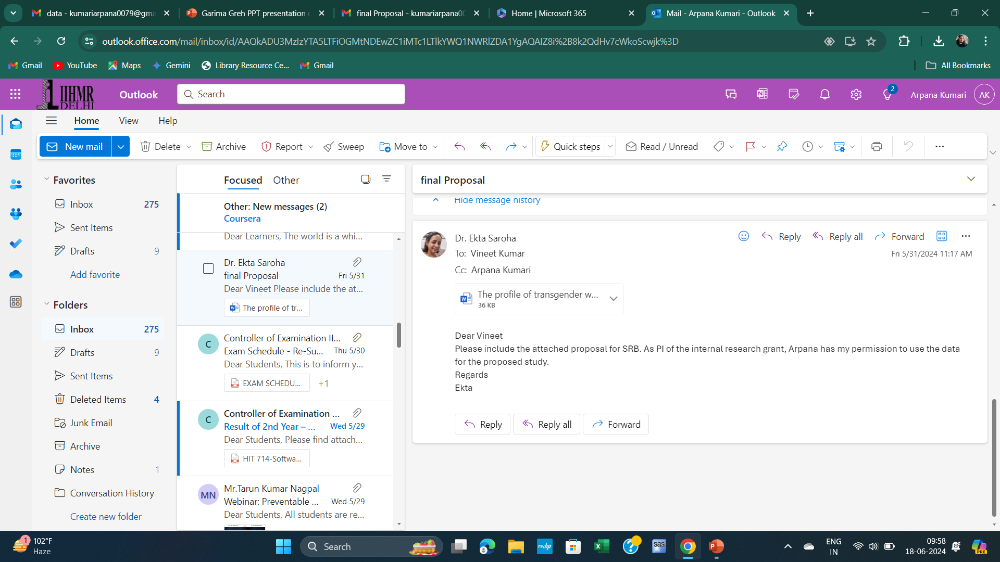 data - kumariarpana0079@gma
Garima Greh PPT presentation c
final Proposal - kumariarpana00
Home | Microsoft 365
Mail - Arpana Kumari - Outlook
outlook.office.com/mail/inbox/id/AAQkADU3MzIzYTA5LTFiOGMtNDEwZC1iMTc1LTlkYWQ1NWRlZDA1YgAQAIZ8i%2B8k2QdHv7cWkoScwjk%3D
Gmail
YouTube
Maps
Gemini
Library Resource Ce...
Gmail
All Bookmarks
IIHMR
DELHI
Outlook
Search
2
Arpana Kumari
AK
Home
View
Help
New mail
Delete
Archive
Report
Sweep
Move to
Quick steps
Read / Unread
Favorites
Inbox 275
Sent Items
Drafts 9
Add favorite
Folders
Inbox 275
Drafts 9
Sent Items
Deleted Items 4
Junk Email
Archive
Notes 1
Conversation History
Create new folder
Focused Other
Other: New messages (2)
Coursera
Dear Learners, The world is a whi...
Dr. Ekta Saroha
final Proposal Fri 5/31
Dear Vineet Please include the at...
The profile of tr...
C
Controller of Examination II...
Exam Schedule - Re-Su... Thu 5/30
Dear Students, This is to inform y...
EXAM SCHEDU... +1
C
Controller of Examination ...
Result of 2nd Year – ... Wed 5/29
Dear Students, Please find attach...
HIT 714-Softwa...
MN
Mr.Tarun Kumar Nagpal
Webinar: Preventable ... Wed 5/29
Dear Students, All students are re...
final Proposal
Hide message history
Dr. Ekta Saroha
Reply
Reply all
Forward
To: Vineet Kumar
Fri 5/31/2024 11:17 AM
Cc: Arpana Kumari
The profile of transgender w...
36 KB
Dear Vineet
Please include the attached proposal for SRB. As PI of the internal research grant, Arpana has my permission to use the data
for the proposed study.
Regards
Ekta
Reply
Reply all
Forward
1
102°F
Haze
Search
myhp
sas
ENG
IN
09:58
18-06-2024
PRE